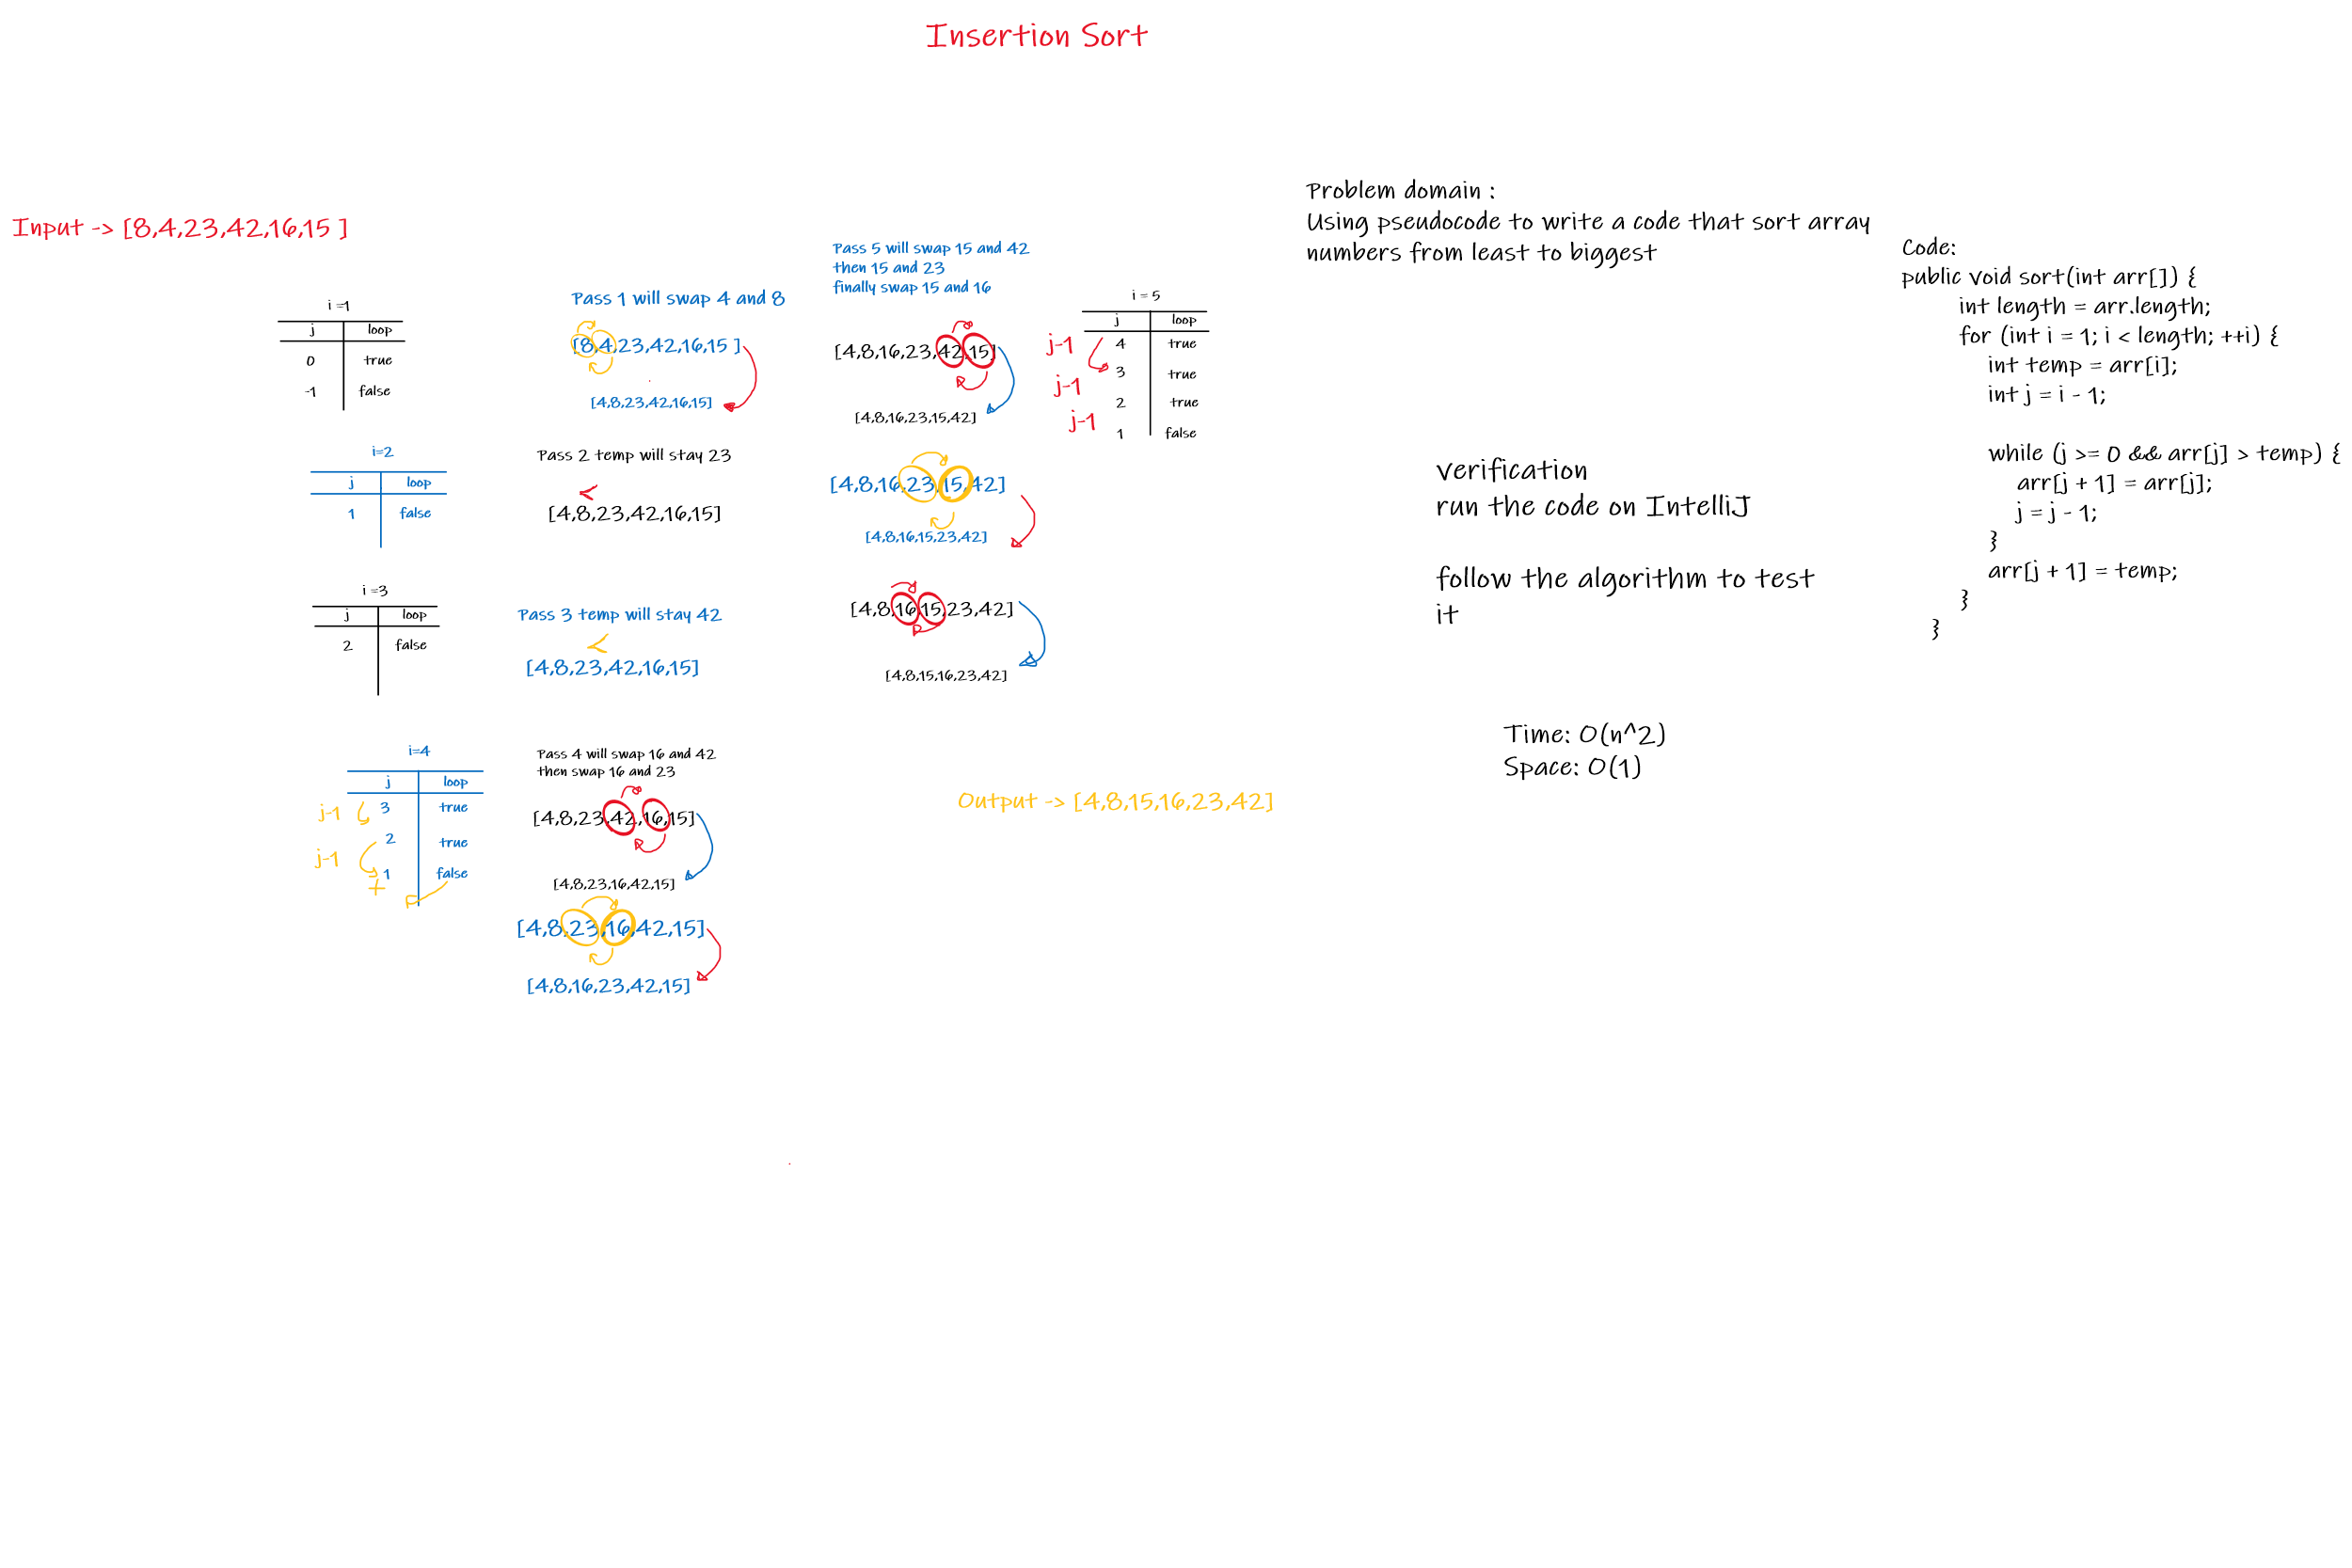 Insertion Sort
Input -> [8,4,23,42,16,15 ]
i =1
j loop
0 true
-1 false
Pass 1 will swap 4 and 8
[8,4,23,42,16,15 ]
[4,8,23,42,16,15]
i=2
j loop
1 false
Pass 2 temp will stay 23
<
[4,8,23,42,16,15]
i =3
j loop
2 false
Pass 3 temp will stay 42
<
[4,8,23,42,16,15]
i=4
j loop
j-1 3 true
2 true
j-1
1 false
Pass 4 will swap 16 and 42
then swap 16 and 23
[4,8,23,42,16,15]
[4,8,23,16,42,15]
[4,8,23,16,42,15]
[4,8,16,23,42,15]
Pass 5 will swap 15 and 42
then 15 and 23
finally swap 15 and 16
[4,8,16,23,42,15]
[4,8,16,23,15,42]
[4,8,16,23,15,42]
[4,8,16,15,23,42]
[4,8,16,15,23,42]
[4,8,15,16,23,42]
i = 5
j loop
j-1 4 true
3 true
j-1
2 true
j-1
1 false
Output -> [4,8,15,16,23,42]
Problem domain :
Using pseudocode to write a code that sort array
numbers from least to biggest
verification
run the code on IntelliJ
follow the algorithm to test
it
Time: O(n^2)
Space: O(1)
Code:
public void sort(int arr[]) {
int length = arr.length;
for (int i = 1; i < length; ++i) {
int temp = arr[i];
int j = i - 1;
while (j >= 0 && arr[j] > temp) {
arr[j + 1] = arr[j];
j = j - 1;
}
arr[j + 1] = temp;
}
}